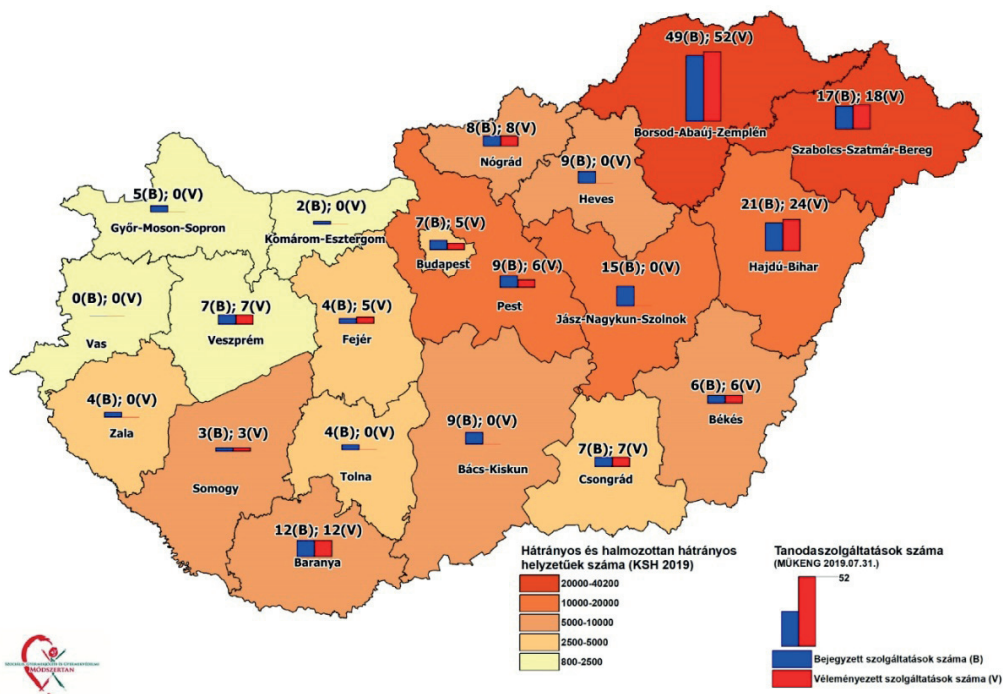 49(B); 52(V)
Borsod-Abaúj-Zemplén
17(B); 18(V)
Szabolcs-Szatmár-Bereg
8(B); 8(V)
Nógrád
9(B); 0(V)
Heves
5(B); 0(V)
Győr-Moson-Sopron
2(B); 0(V)
Komárom-Esztergom
7(B); 5(V)
Budapest
9(B); 6(V)
Pest
15(B); 0(V)
Jász-Nagykun-Szolnok
21(B); 24(V)
Hajdú-Bihar
0(B); 0(V)
Vas
7(B); 7(V)
Veszprém
4(B); 5(V)
Fejér
4(B); 0(V)
Zala
3(B); 3(V)
Somogy
4(B); 0(V)
Tolna
9(B); 0(V)
Bács-Kiskun
7(B); 7(V)
Csongrád
6(B); 6(V)
Békés
12(B); 12(V)
Baranya
Hátrányos és halmozottan hátrányos
helyzetűek száma (KSH 2019)
20000-40200
10000-20000
5000-10000
2500-5000
800-2500
Tanodaszolgáltatások száma
(MŰKENG 2019.07.31.)
52
Bejegyzett szolgáltatások száma (B)
Véleményezett szolgáltatások száma (V)
MÓDSZERTAN